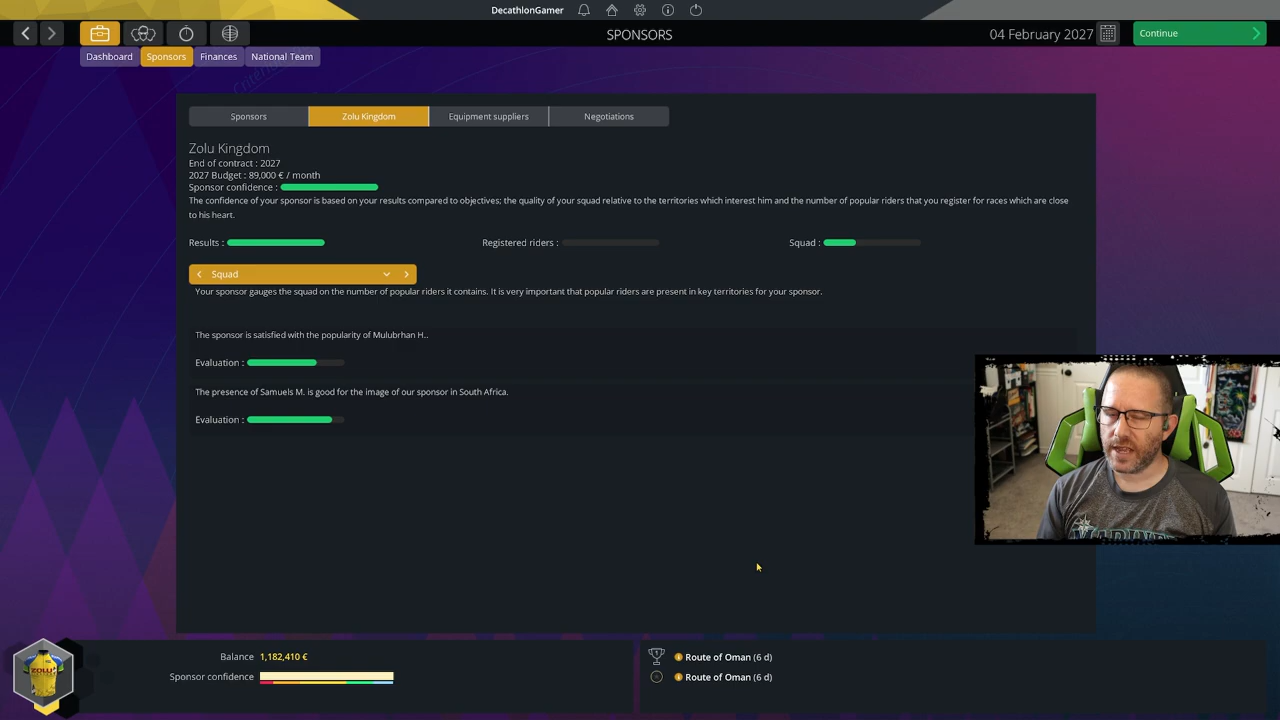 DecathlonGamer
SPONSORS
04 February 2027
Continue
Dashboard
Sponsors
Finances
National Team
Sponsors
Zolu Kingdom
Equipment suppliers
Negotiations
Zolu Kingdom
End of contract : 2027
2027 Budget : 89,000 € / month
Sponsor confidence :
The confidence of your sponsor is based on your results compared to objectives; the quality of your squad relative to the territories which interest him and the number of popular riders that you register for races which are close
to his heart.
Results :
Registered riders :
Squad :
Squad
Your sponsor gauges the squad on the number of popular riders it contains. It is very important that popular riders are present in key territories for your sponsor.
The sponsor is satisfied with the popularity of Mulubrhan H..
Evaluation :
The presence of Samuels M. is good for the image of our sponsor in South Africa.
Evaluation :
Balance 1,182,410 €
Sponsor confidence
Route of Oman (6 d)
Route of Oman (6 d)